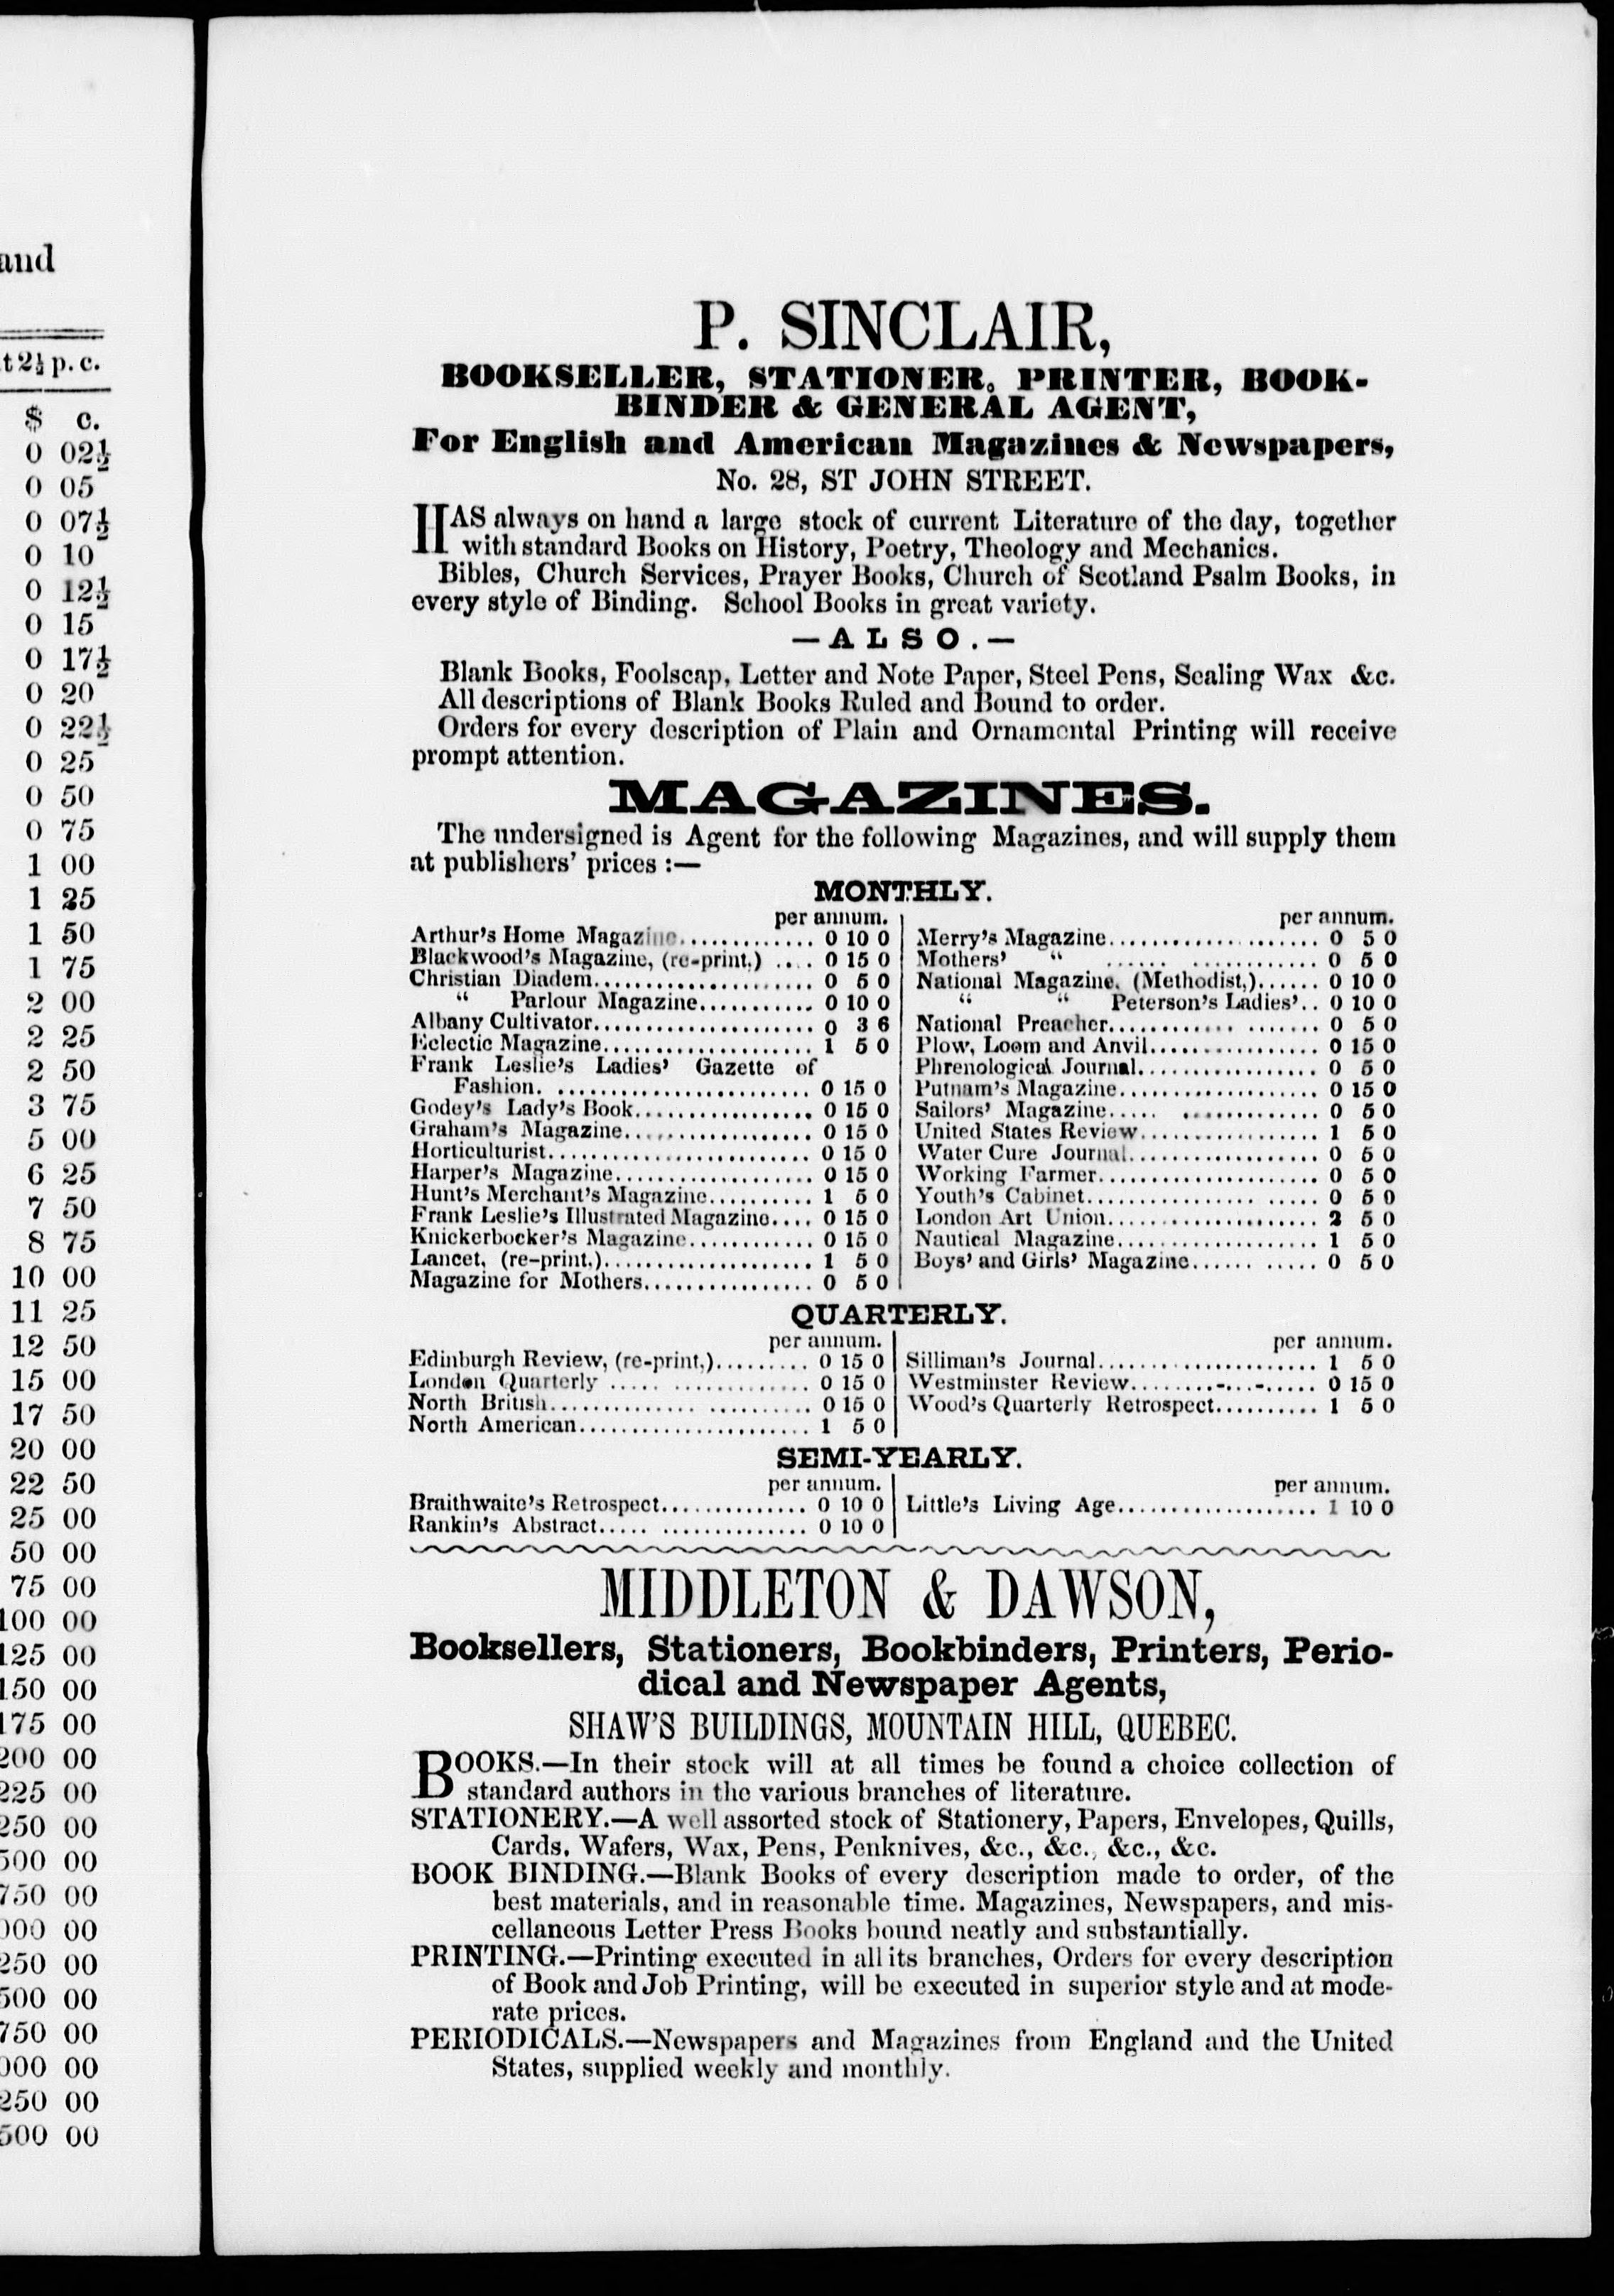 and
t 2½ p. c.
$ c.
0 02½
0 05
0 07½
0 10
0 12½
0 15
0 17½
0 20
0 22½
0 25
0 50
0 75
1 00
1 25
1 50
1 75
2 00
2 25
2 50
3 75
5 00
6 25
7 50
8 75
10 00
11 25
12 50
15 00
17 50
20 00
22 50
25 00
50 00
75 00
100 00
125 00
150 00
175 00
200 00
225 00
250 00
500 00
750 00
000 00
250 00
500 00
750 00
000 00
250 00
500 00
P. SINCLAIR,
BOOKSELLER, STATIONER, PRINTER, BOOK-
BINDER & GENERAL AGENT,
For English and American Magazines & Newspapers,
No. 28, ST JOHN STREET.
HAS always on hand a large stock of current Literature of the day, together
with standard Books on History, Poetry, Theology and Mechanics.
Bibles, Church Services, Prayer Books, Church of Scotland Psalm Books, in
every style of Binding. School Books in great variety.
—ALSO.—
Blank Books, Foolscap, Letter and Note Paper, Steel Pens, Sealing Wax &c.
All descriptions of Blank Books Ruled and Bound to order.
Orders for every description of Plain and Ornamental Printing will receive
prompt attention.
MAGAZINES.
The undersigned is Agent for the following Magazines, and will supply them
at publishers' prices :—
MONTHLY.
per annum.
Arthur's Home Magazine............. 0 10 0
Blackwood's Magazine, (re-print.) .... 0 15 0
Christian Diadem..................... 0 5 0
“ Parlour Magazine........... 0 10 0
Albany Cultivator..................... 0 3 6
Eclectic Magazine..................... 1 5 0
Frank Leslie's Ladies' Gazette of
Fashion. ......................... 0 15 0
Godey's Lady's Book................. 0 15 0
Graham's Magazine................... 0 15 0
Horticulturist.......................... 0 15 0
Harper's Magazine.................... 0 15 0
Hunt's Merchant's Magazine.......... 1 5 0
Frank Leslie's Illustrated Magazine.... 0 15 0
Knickerbocker's Magazine............ 0 15 0
Lancet, (re-print.)..................... 1 5 0
Magazine for Mothers................ 0 5 0
per annum.
Merry's Magazine..................... 0 5 0
Mothers' “ ...... ............ 0 5 0
National Magazine. (Methodist,)...... 0 10 0
“ “ Peterson's Ladies'.. 0 10 0
National Preacher............ ....... 0 5 0
Plow, Loom and Anvil................ 0 15 0
Phrenological Journal................. 0 5 0
Putnam's Magazine................... 0 15 0
Sailors' Magazine..... ............. 0 5 0
United States Review................. 1 5 0
Water Cure Journal.................. 0 5 0
Working Farmer..................... 0 5 0
Youth's Cabinet................ ..... 0 5 0
London Art Union.................... 2 5 0
Nautical Magazine................... 1 5 0
Boys' and Girls' Magazine...... ..... 0 5 0
QUARTERLY.
per annum.
Edinburgh Review, (re-print,)......... 0 15 0
London Quarterly ..... ............. 0 15 0
North British.............. .......... 0 15 0
North American...................... 1 5 0
per annum.
Silliman's Journal...................... 1 5 0
Westminster Review........-...-..... 0 15 0
Wood's Quarterly Retrospect.......... 1 5 0
SEMI-YEARLY.
per annum.
Braithwaite's Retrospect.............. 0 10 0
Rankin's Abstract..... .............. 0 10 0
per annum.
Little's Living Age.................... 1 10 0
MIDDLETON & DAWSON,
Booksellers, Stationers, Bookbinders, Printers, Perio-
dical and Newspaper Agents,
SHAW'S BUILDINGS, MOUNTAIN HILL, QUEBEC.
BOOKS.—In their stock will at all times be found a choice collection of
standard authors in the various branches of literature.
STATIONERY.—A well assorted stock of Stationery, Papers, Envelopes, Quills,
Cards, Wafers, Wax, Pens, Penknives, &c., &c., &c., &c.
BOOK BINDING.—Blank Books of every description made to order, of the
best materials, and in reasonable time. Magazines, Newspapers, and mis-
cellaneous Letter Press Books bound neatly and substantially.
PRINTING.—Printing executed in all its branches, Orders for every description
of Book and Job Printing, will be executed in superior style and at mode-
rate prices.
PERIODICALS.—Newspapers and Magazines from England and the United
States, supplied weekly and monthly.